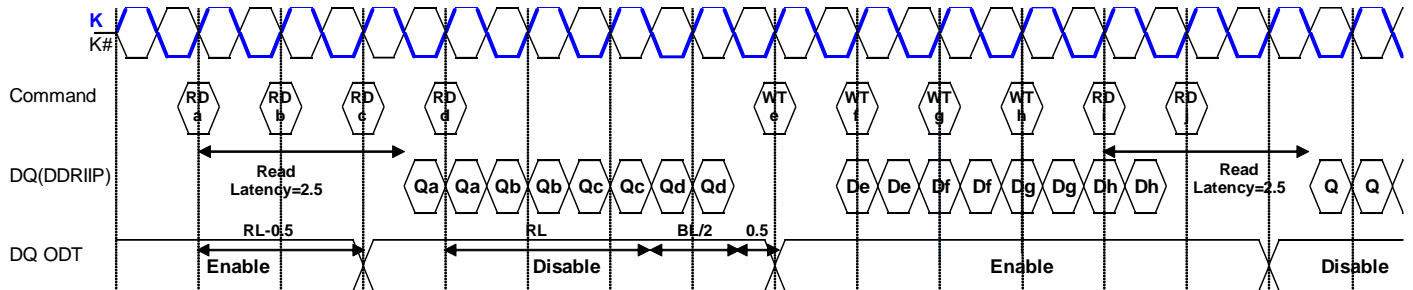 K
K#
Command
RD a RD b RD c RD d WT e WT f WT g WT h RD i RD j
Read Latency=2.5
Read Latency=2.5
DQ(DDRIIP)
Qa Qa Qb Qb Qc Qc Qd Qd De De Df Df Dg Dg Dh Dh Q Q
RL-0.5 RL BL/2 0.5
DQ ODT
Enable Disable Enable Disable